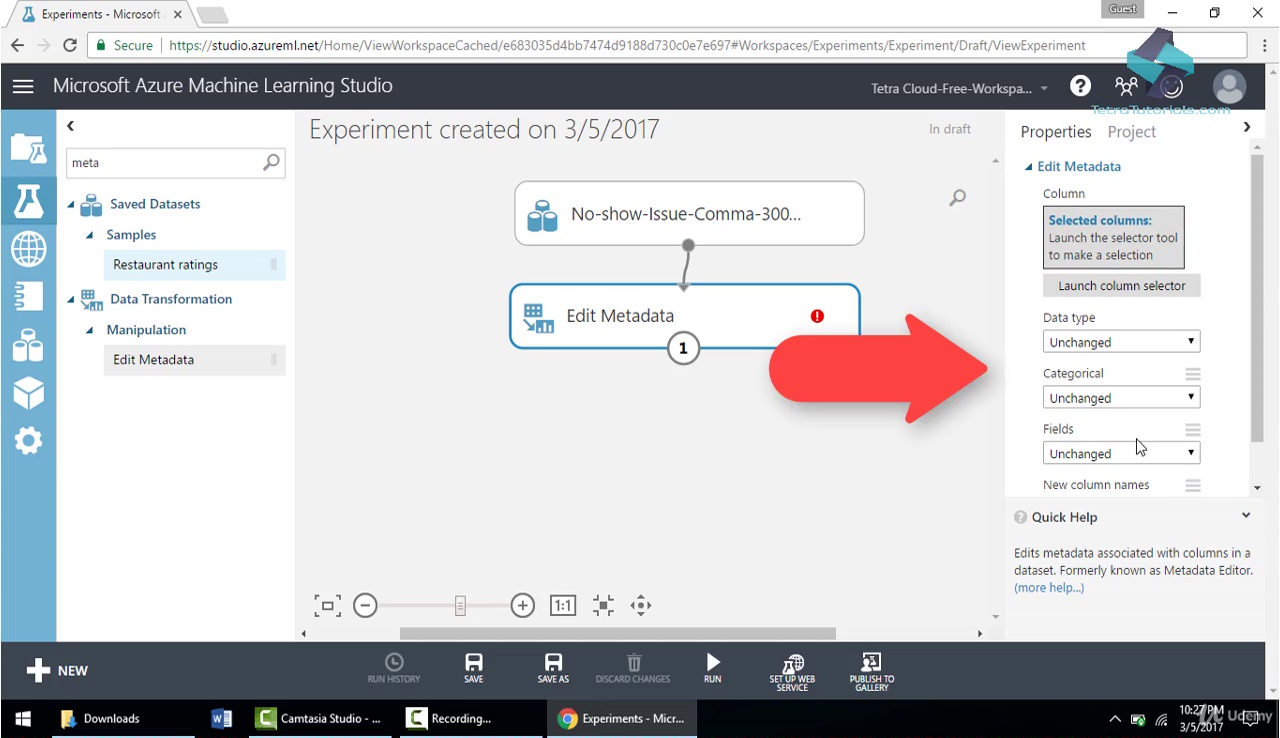 Experiments - Microsoft
Guest
Secure
https://studio.azureml.net/Home/ViewWorkspaceCached/e683035d4bb7474d9188d730c0e7e697#Workspaces/Experiments/Experiment/Draft/ViewExperiment
Microsoft Azure Machine Learning Studio
Tetra Cloud-Free-Workspa...
TetraTutorials.com
meta
Saved Datasets
Samples
Restaurant ratings
Data Transformation
Manipulation
Edit Metadata
Experiment created on 3/5/2017
In draft
No-show-Issue-Comma-300...
Edit Metadata
1
Properties Project
Edit Metadata
Column
Selected columns:
Launch the selector tool
to make a selection
Launch column selector
Data type
Unchanged
Categorical
Unchanged
Fields
Unchanged
New column names
Quick Help
Edits metadata associated with columns in a
dataset. Formerly known as Metadata Editor.
(more help...)
1:1
NEW
RUN HISTORY
SAVE
SAVE AS
DISCARD CHANGES
RUN
SET UP WEB
SERVICE
PUBLISH TO
GALLERY
Downloads
Camtasia Studio - ...
Recording...
Experiments - Micr...
10:27 PM
3/5/2017
Udemy